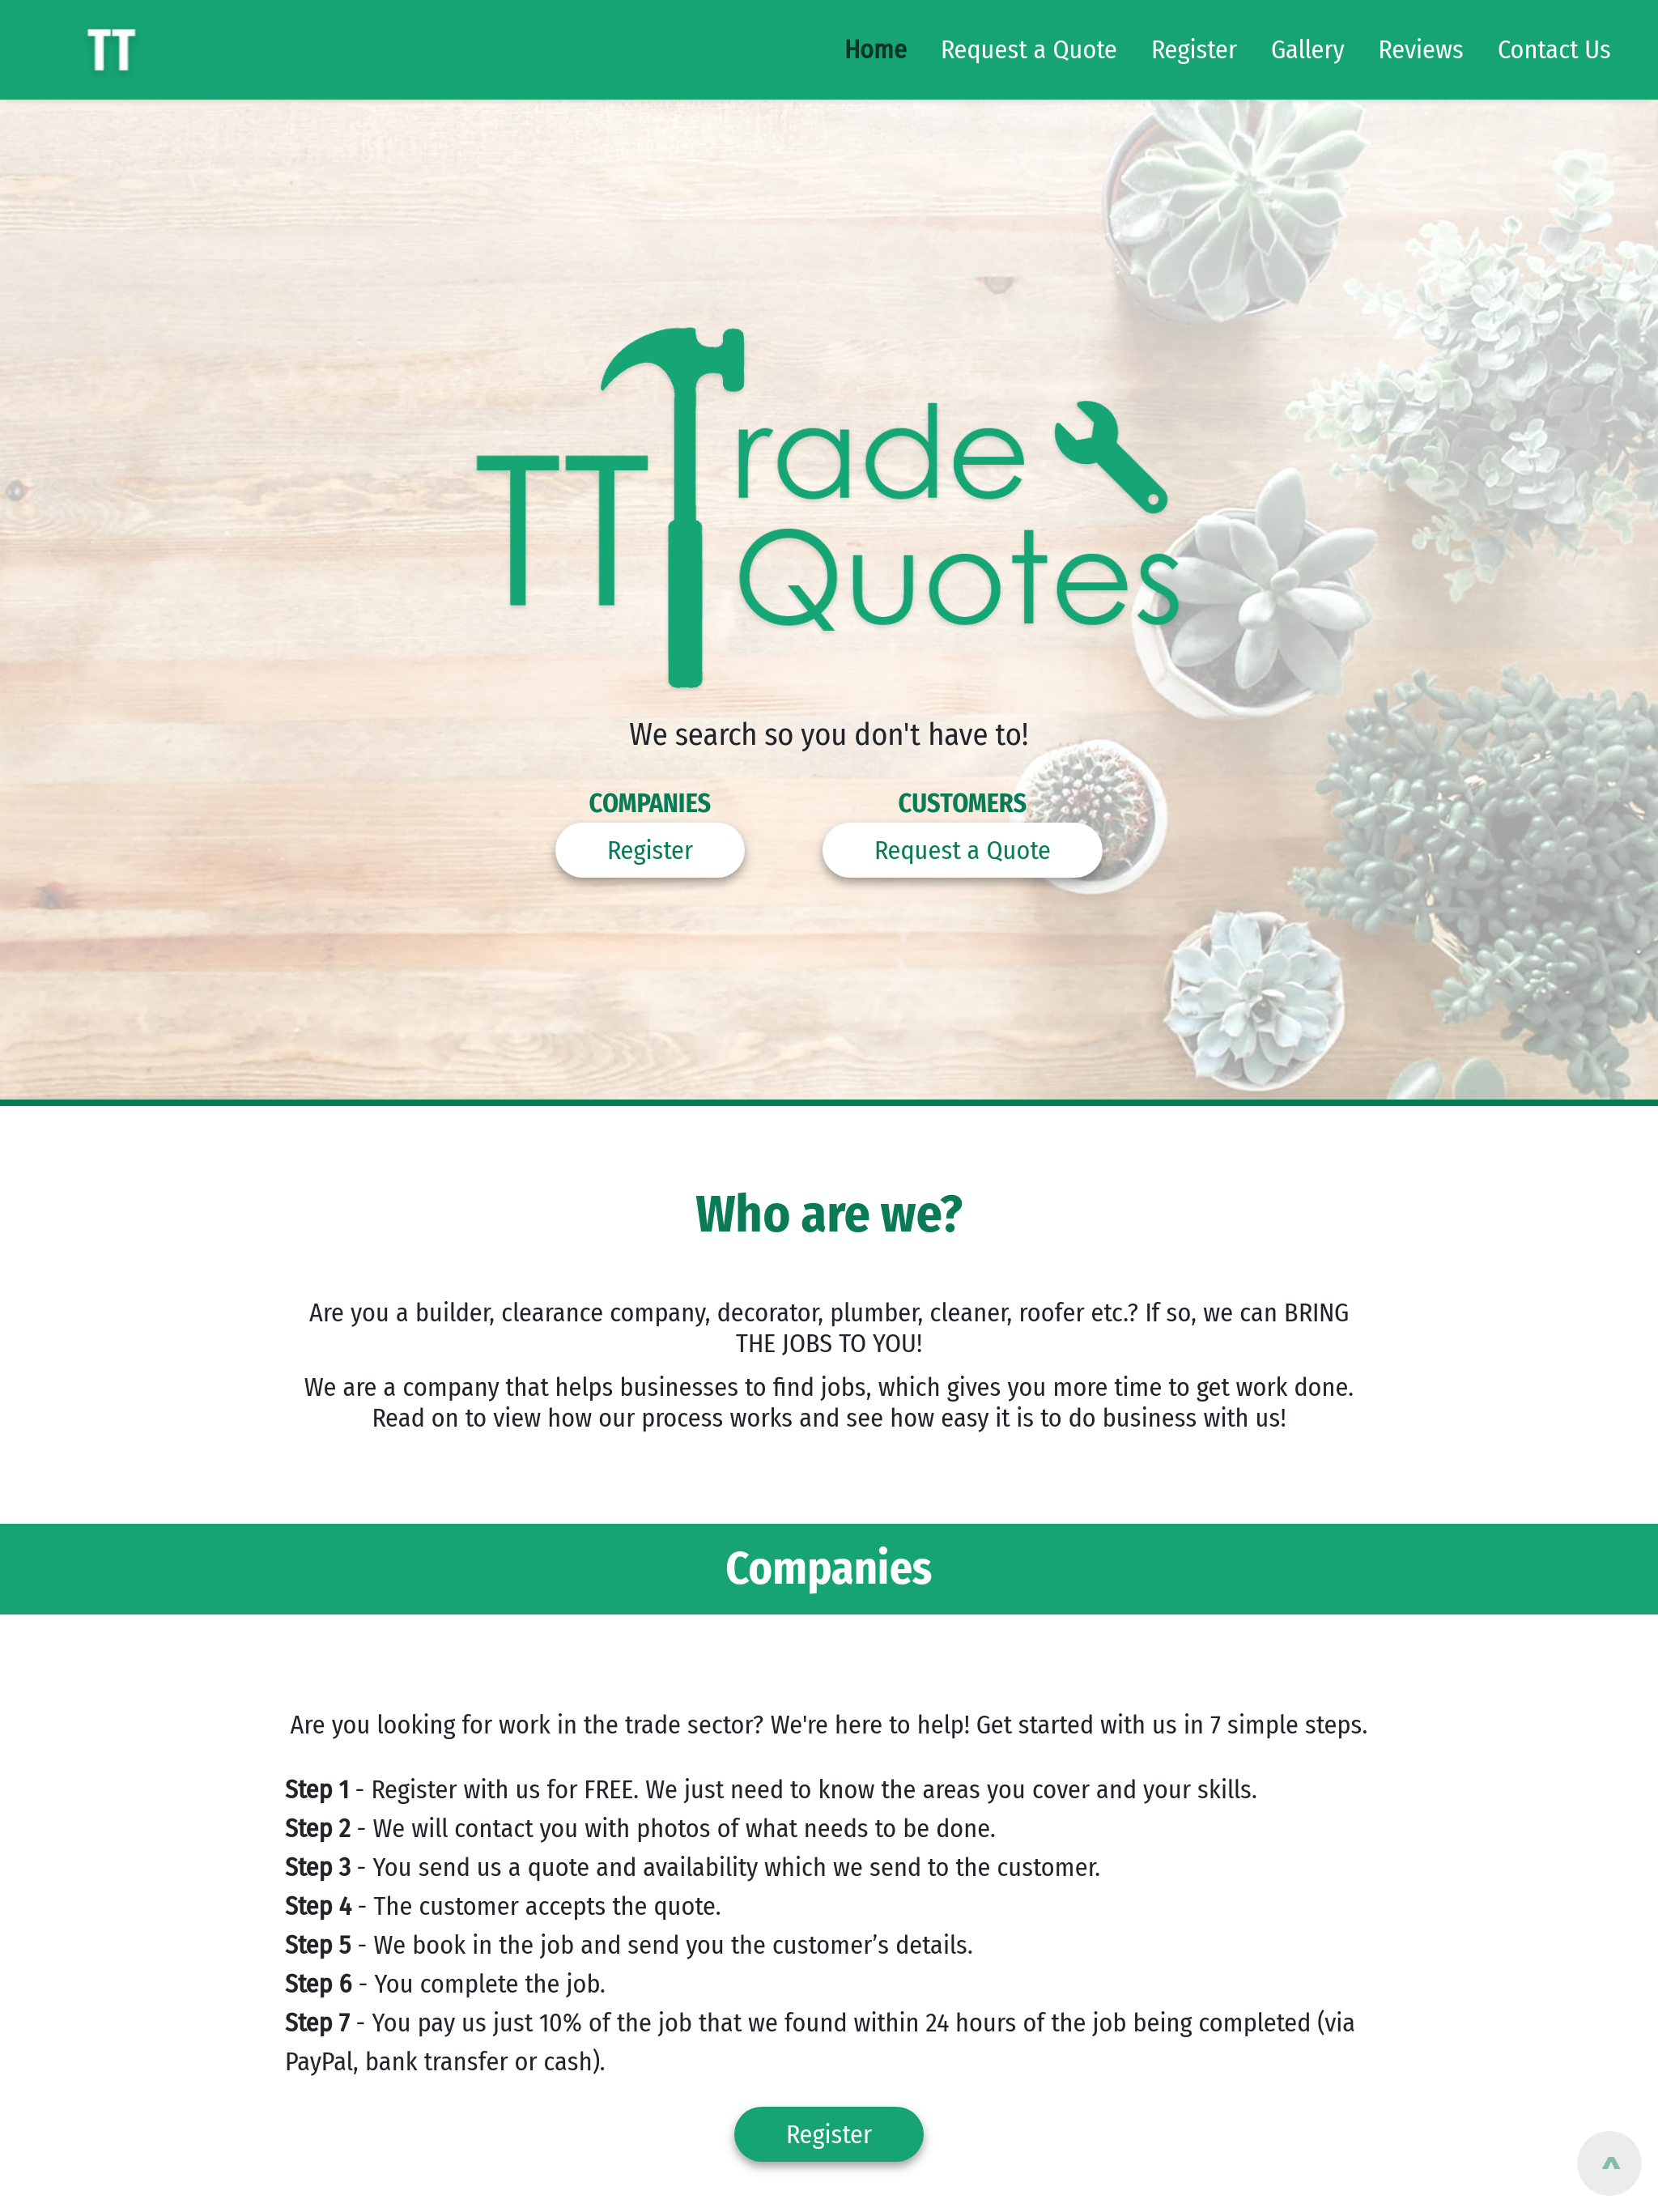 TT
Home Request a Quote Register Gallery Reviews Contact Us
TT Trade
Quotes
We search so you don't have to!
COMPANIES CUSTOMERS
Register Request a Quote
Who are we?
Are you a builder, clearance company, decorator, plumber, cleaner, roofer etc.? If so, we can BRING
THE JOBS TO YOU!
We are a company that helps businesses to find jobs, which gives you more time to get work done.
Read on to view how our process works and see how easy it is to do business with us!
Companies
Are you looking for work in the trade sector? We're here to help! Get started with us in 7 simple steps.
Step 1 - Register with us for FREE. We just need to know the areas you cover and your skills.
Step 2 - We will contact you with photos of what needs to be done.
Step 3 - You send us a quote and availability which we send to the customer.
Step 4 - The customer accepts the quote.
Step 5 - We book in the job and send you the customer’s details.
Step 6 - You complete the job.
Step 7 - You pay us just 10% of the job that we found within 24 hours of the job being completed (via
PayPal, bank transfer or cash).
Register
^